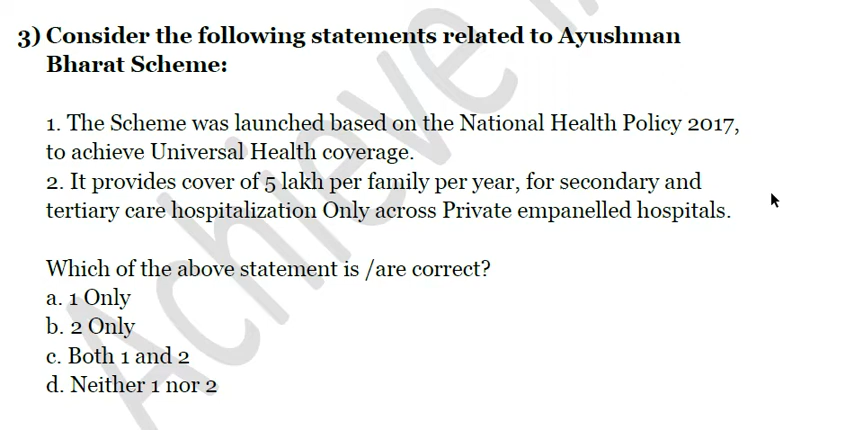 3) Consider the following statements related to Ayushman
Bharat Scheme:
1. The Scheme was launched based on the National Health Policy 2017,
to achieve Universal Health coverage.
2. It provides cover of 5 lakh per family per year, for secondary and
tertiary care hospitalization Only across Private empanelled hospitals.
Which of the above statement is /are correct?
a. 1 Only
b. 2 Only
c. Both 1 and 2
d. Neither 1 nor 2
Achieve